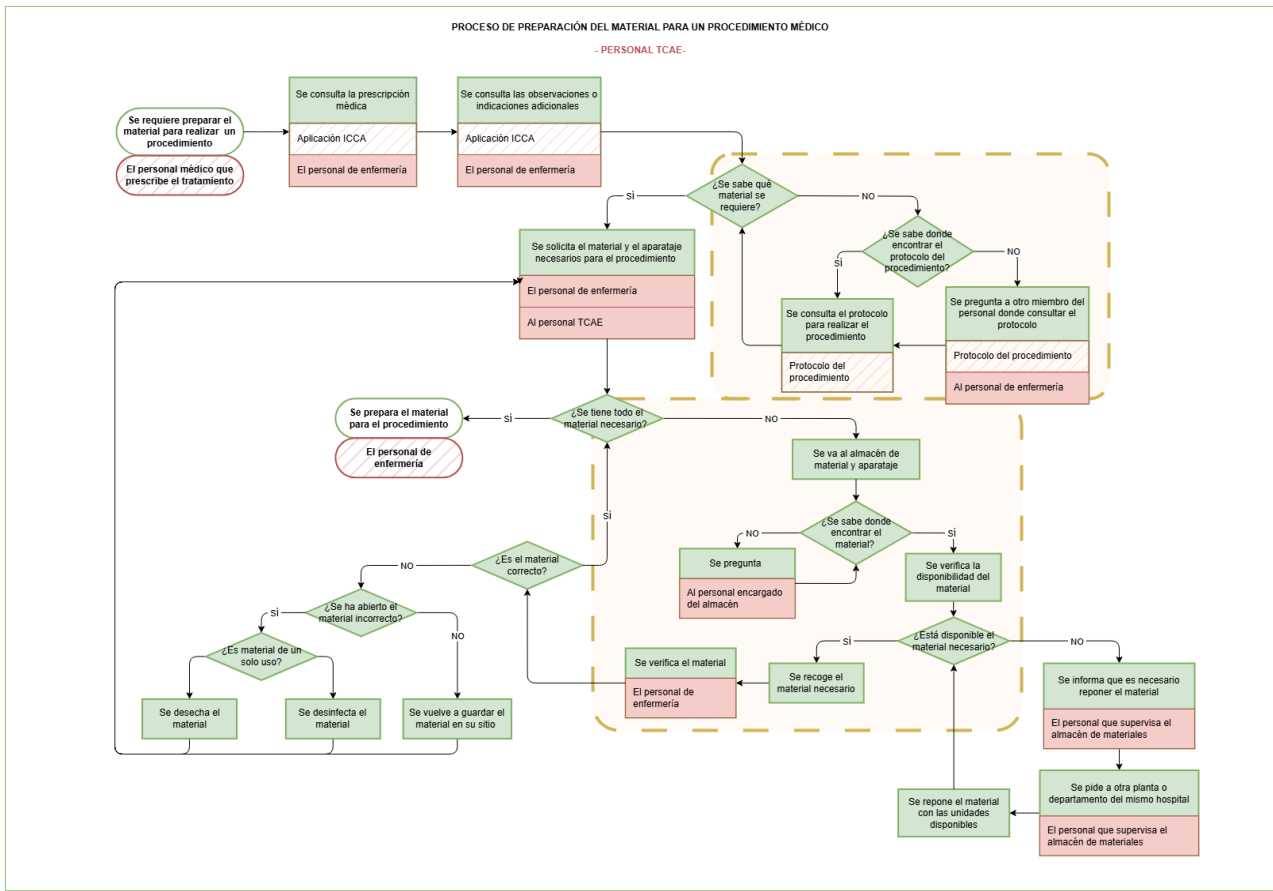 PROCESO DE PREPARACIÓN DEL MATERIAL PARA UN PROCEDIMIENTO MÉDICO
- PERSONAL TCAE-
Se requiere preparar el
material para realizar un
procedimiento
El personal médico que
prescribe el tratamiento
Se consulta la prescripción
médica
Aplicación ICCA
El personal de enfermería
Se consulta las observaciones o
indicaciones adicionales
Aplicación ICCA
El personal de enfermería
¿Se sabe qué
material se
requiere?
SÍ
NO
¿Se sabe donde
encontrar el
protocolo del
procedimiento?
SÍ
NO
Se solicita el material y el aparataje
necesarios para el procedimiento
El personal de enfermería
Al personal TCAE
Se consulta el protocolo
para realizar el
procedimiento
Protocolo del
procedimiento
Se pregunta a otro miembro del
personal donde consultar el
protocolo
Protocolo del procedimiento
Al personal de enfermería
¿Se tiene todo el
material necesario?
SÍ
NO
Se prepara el material
para el procedimiento
El personal de
enfermería
Se va al almacén de
material y aparataje
¿Se sabe donde
encontrar el
material?
NO
SÍ
Se pregunta
Al personal encargado
del almacén
Se verifica la
disponibilidad del
material
¿Está disponible el
material necesario?
SÍ
NO
Se recoge el
material necesario
Se verifica el material
El personal de
enfermería
¿Es el material
correcto?
SÍ
NO
¿Se ha abierto el
material incorrecto?
SÍ
NO
¿Es material de un
solo uso?
Se desecha el
material
Se desinfecta el
material
Se vuelve a guardar el
material en su sitio
Se informa que es necesario
reponer el material
El personal que supervisa el
almacén de materiales
Se pide a otra planta o
departamento del mismo hospital
El personal que supervisa el
almacén de materiales
Se repone el material
con las unidades
disponibles